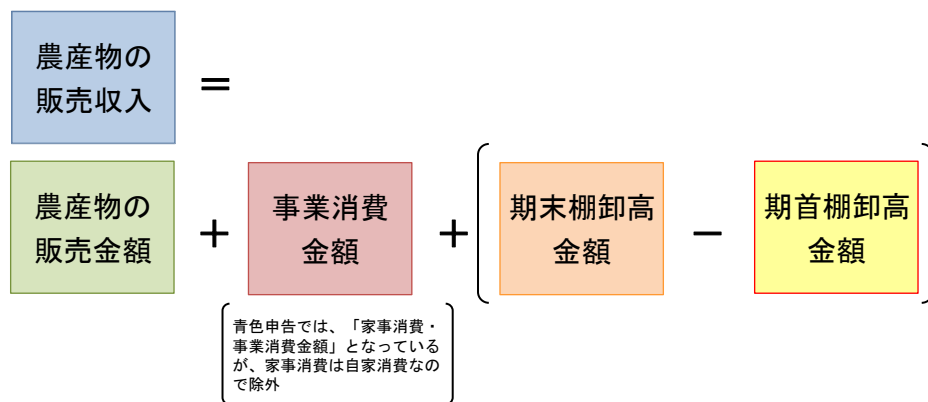 農産物の
販売収入
=
農産物の
販売金額
+
事業消費
金額
+
期末棚卸高
金額
−
期首棚卸高
金額
青色申告では、「家事消費・
事業消費金額」となっている
が、家事消費は自家消費なの
で除外